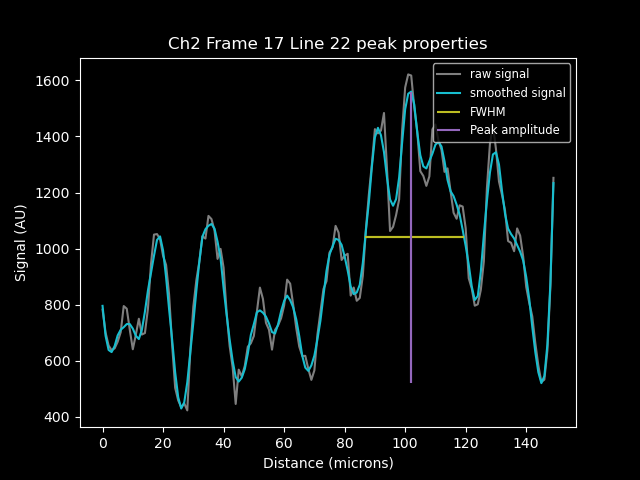 Ch2 Frame 17 Line 22 peak properties
raw signal
smoothed signal
FWHM
Peak amplitude
Signal (AU)
1600
1400
1200
1000
800
600
400
0 20 40 60 80 100 120 140
Distance (microns)